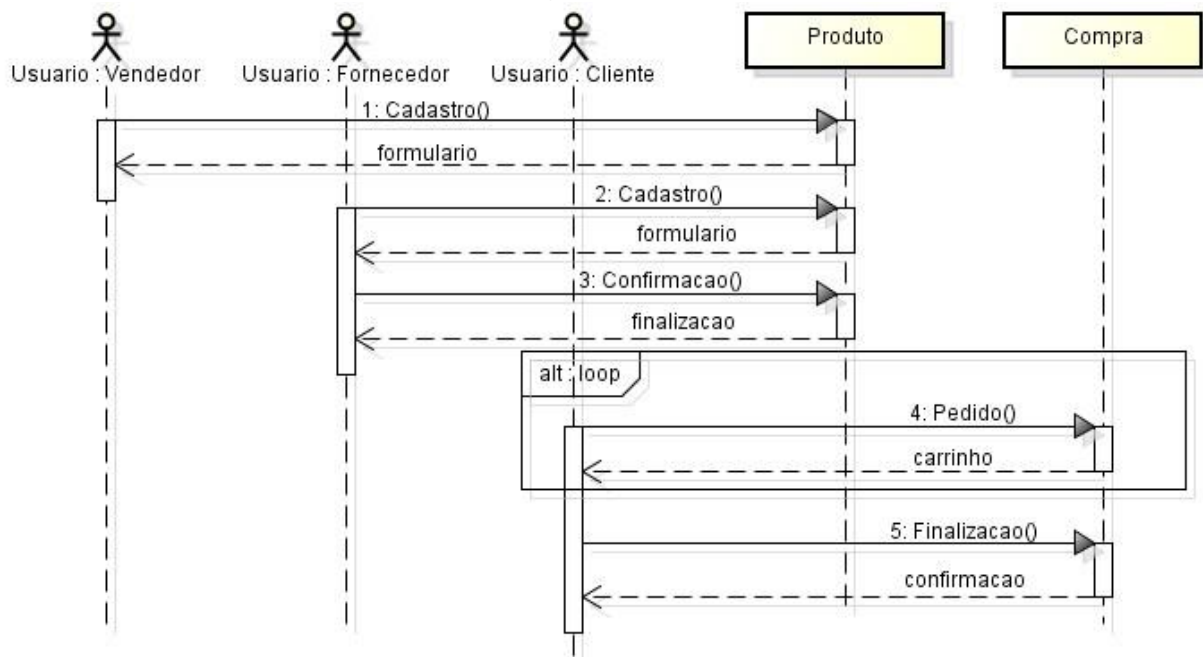 Produto
Compra
Usuario : Vendedor
Usuario : Fornecedor
Usuario : Cliente
1: Cadastro()
formulario
2: Cadastro()
formulario
3: Confirmacao()
finalizacao
alt : loop
4: Pedido()
carrinho
5: Finalizacao()
confirmacao